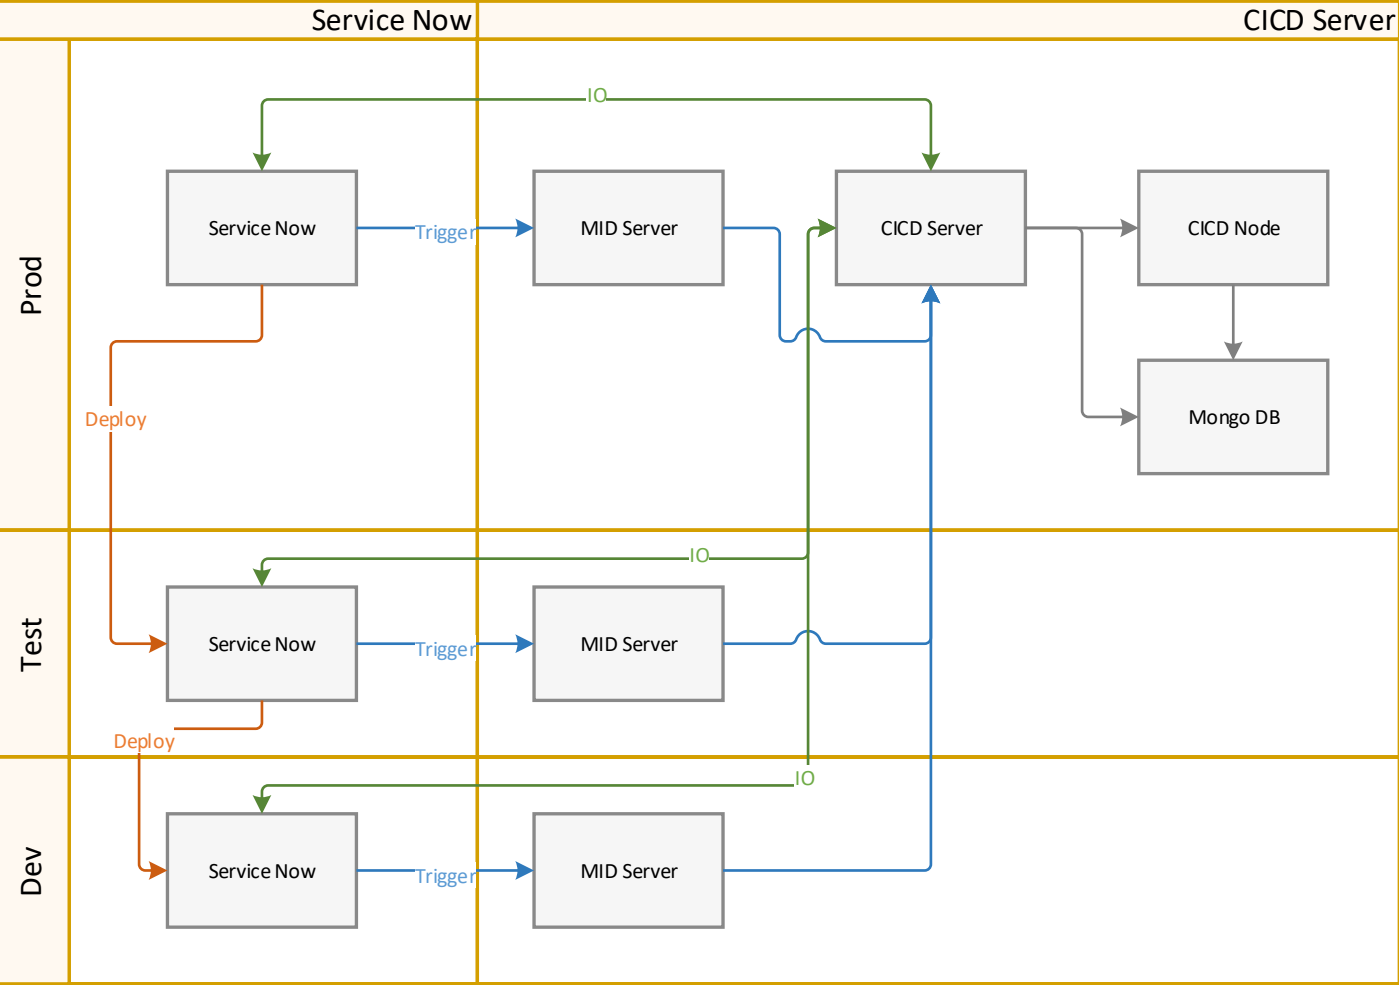 Service Now
CICD Server
Prod
IO
Service Now
Trigger
MID Server
CICD Server
CICD Node
Deploy
Mongo DB
Test
IO
Service Now
Trigger
MID Server
Deploy
Dev
IO
Service Now
Trigger
MID Server